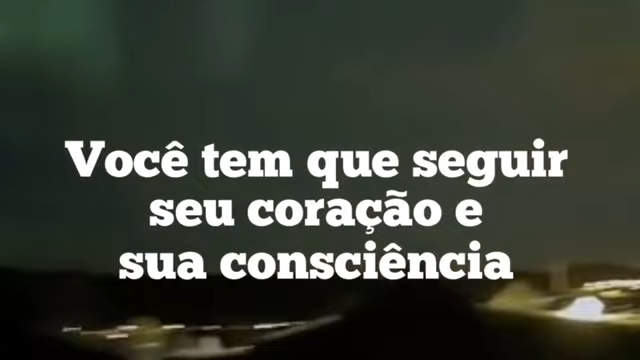 Você tem que seguir
seu coração e
sua consciência